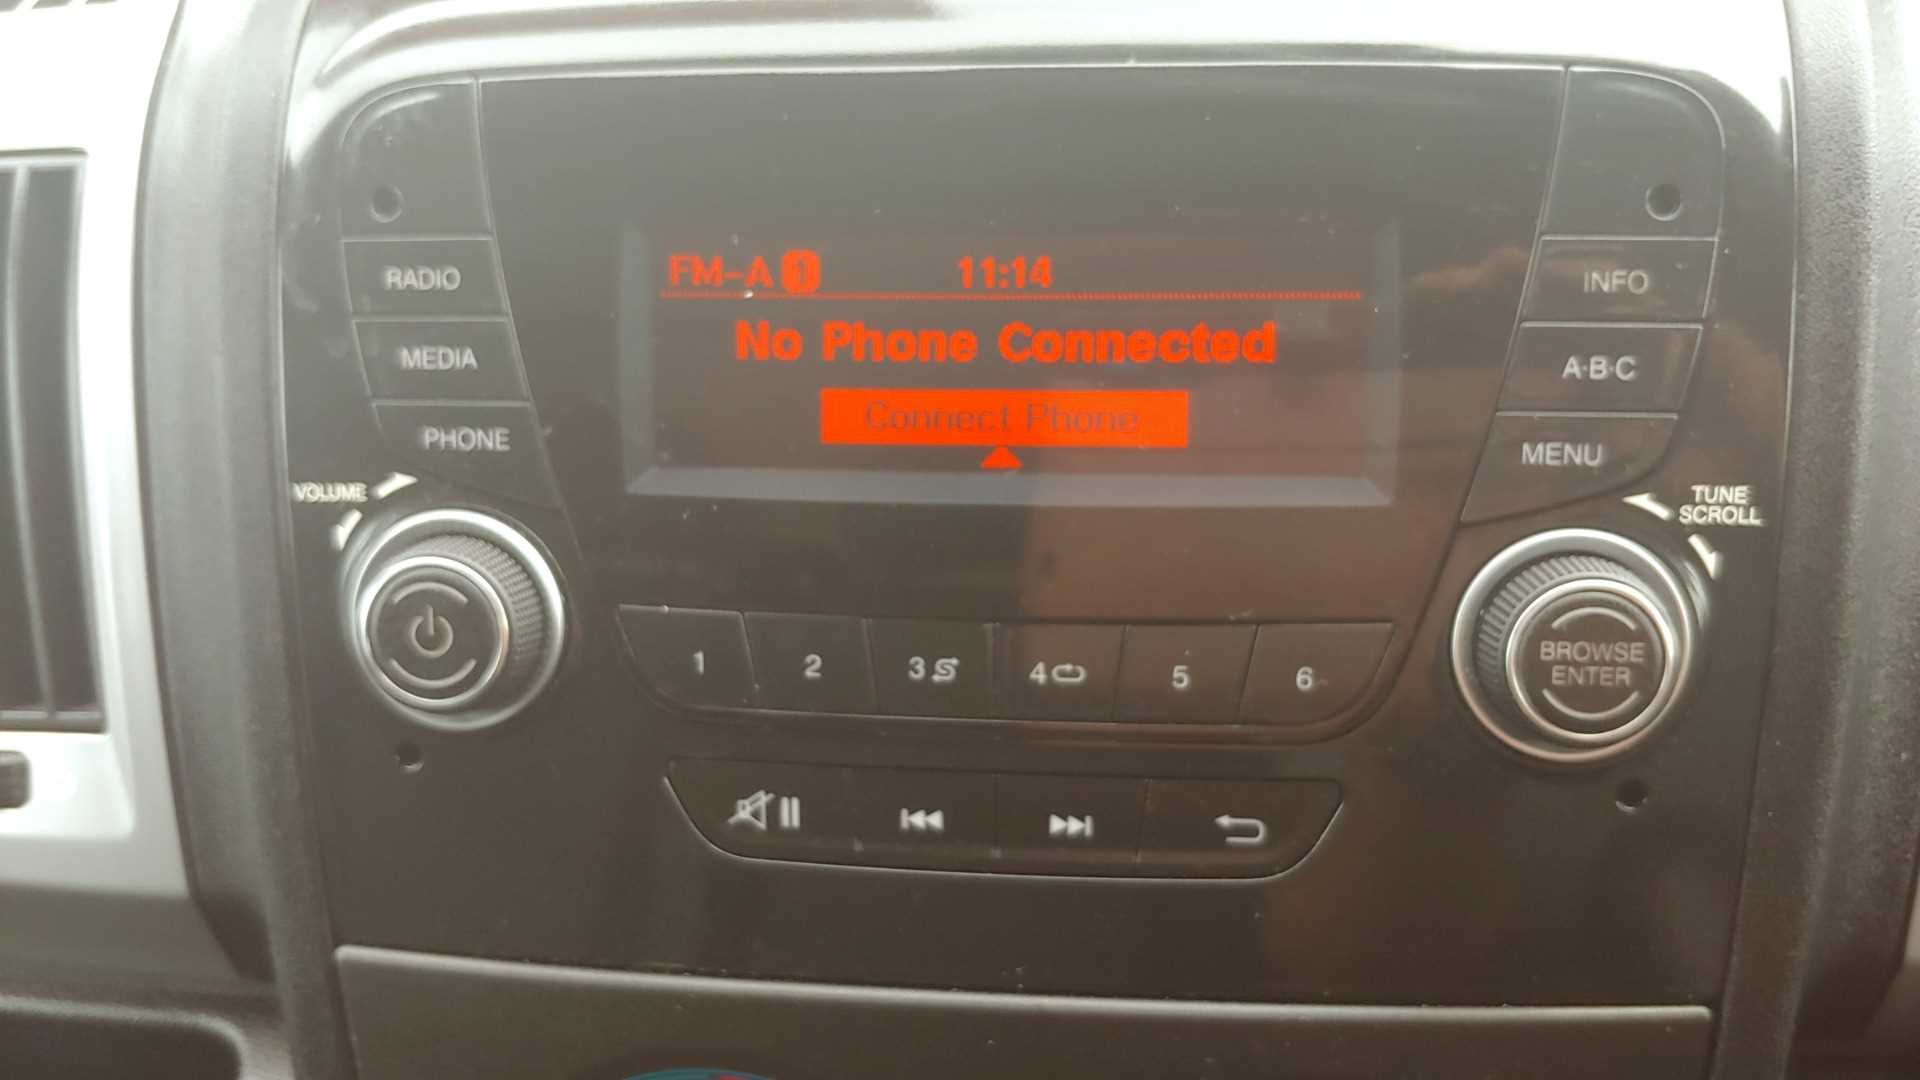 FM-A 1 11:14
No Phone Connected
Connect Phone
RADIO
MEDIA
PHONE
VOLUME
INFO
A·B·C
MENU
TUNE
SCROLL
BROWSE
ENTER
1 2 3 4 5 6